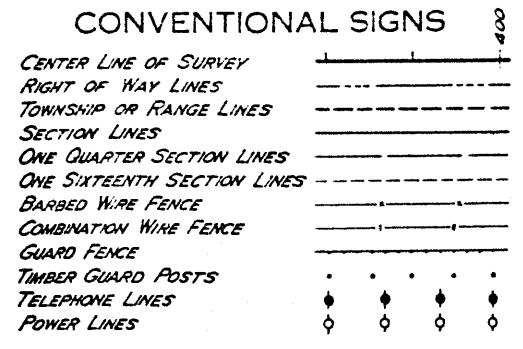 CONVENTIONAL SIGNS
400
CENTER LINE OF SURVEY
RIGHT OF WAY LINES
TOWNSHIP OR RANGE LINES
SECTION LINES
ONE QUARTER SECTION LINES
ONE SIXTEENTH SECTION LINES
BARBED WIRE FENCE
COMBINATION WIRE FENCE
GUARD FENCE
TIMBER GUARD POSTS
TELEPHONE LINES
POWER LINES